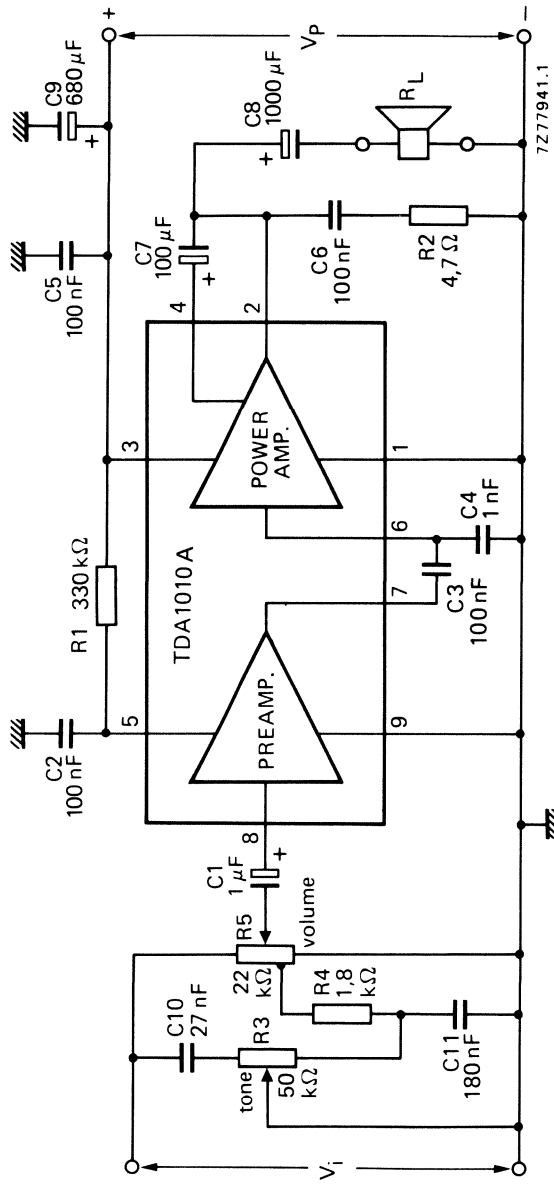 +
C9
680 µF
+
C5
100 nF
R1 330 kΩ
C2
100 nF
C7
100 µF
+
C8
1000 µF
+
4
3
5
2
TDA1010A
PREAMP.
POWER
AMP.
C6
100 nF
R2
4,7 Ω
RL
VP
8
C1
1 µF
+
R5
22
kΩ
volume
C10
27 nF
tone
R3
50
kΩ
R4
1,8
kΩ
C11
180 nF
Vi
9
7
6
1
C3
100 nF
C4
1 nF
−
7Z77941.1